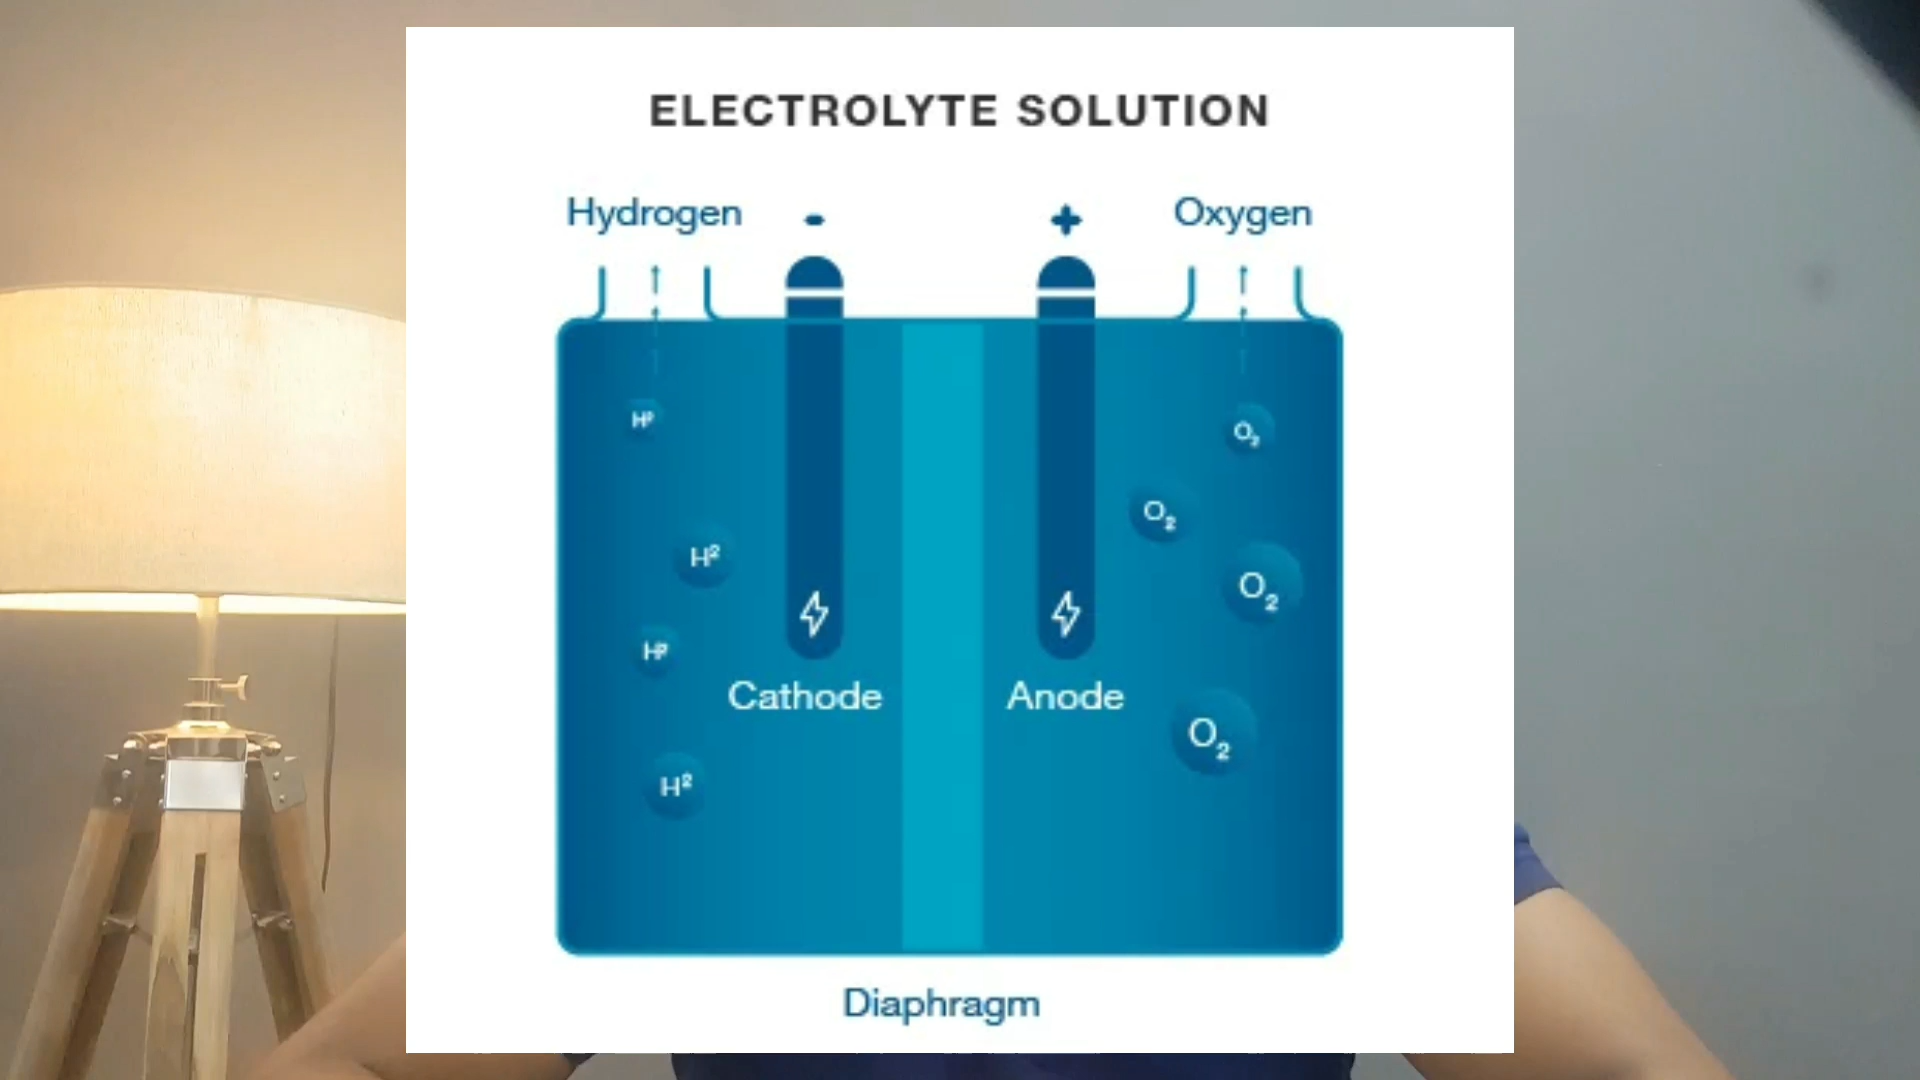 ELECTROLYTE SOLUTION
Hydrogen - + Oxygen
H²
O₂
O₂
H²
O₂
H²
Cathode Anode
O₂
H²
Diaphragm